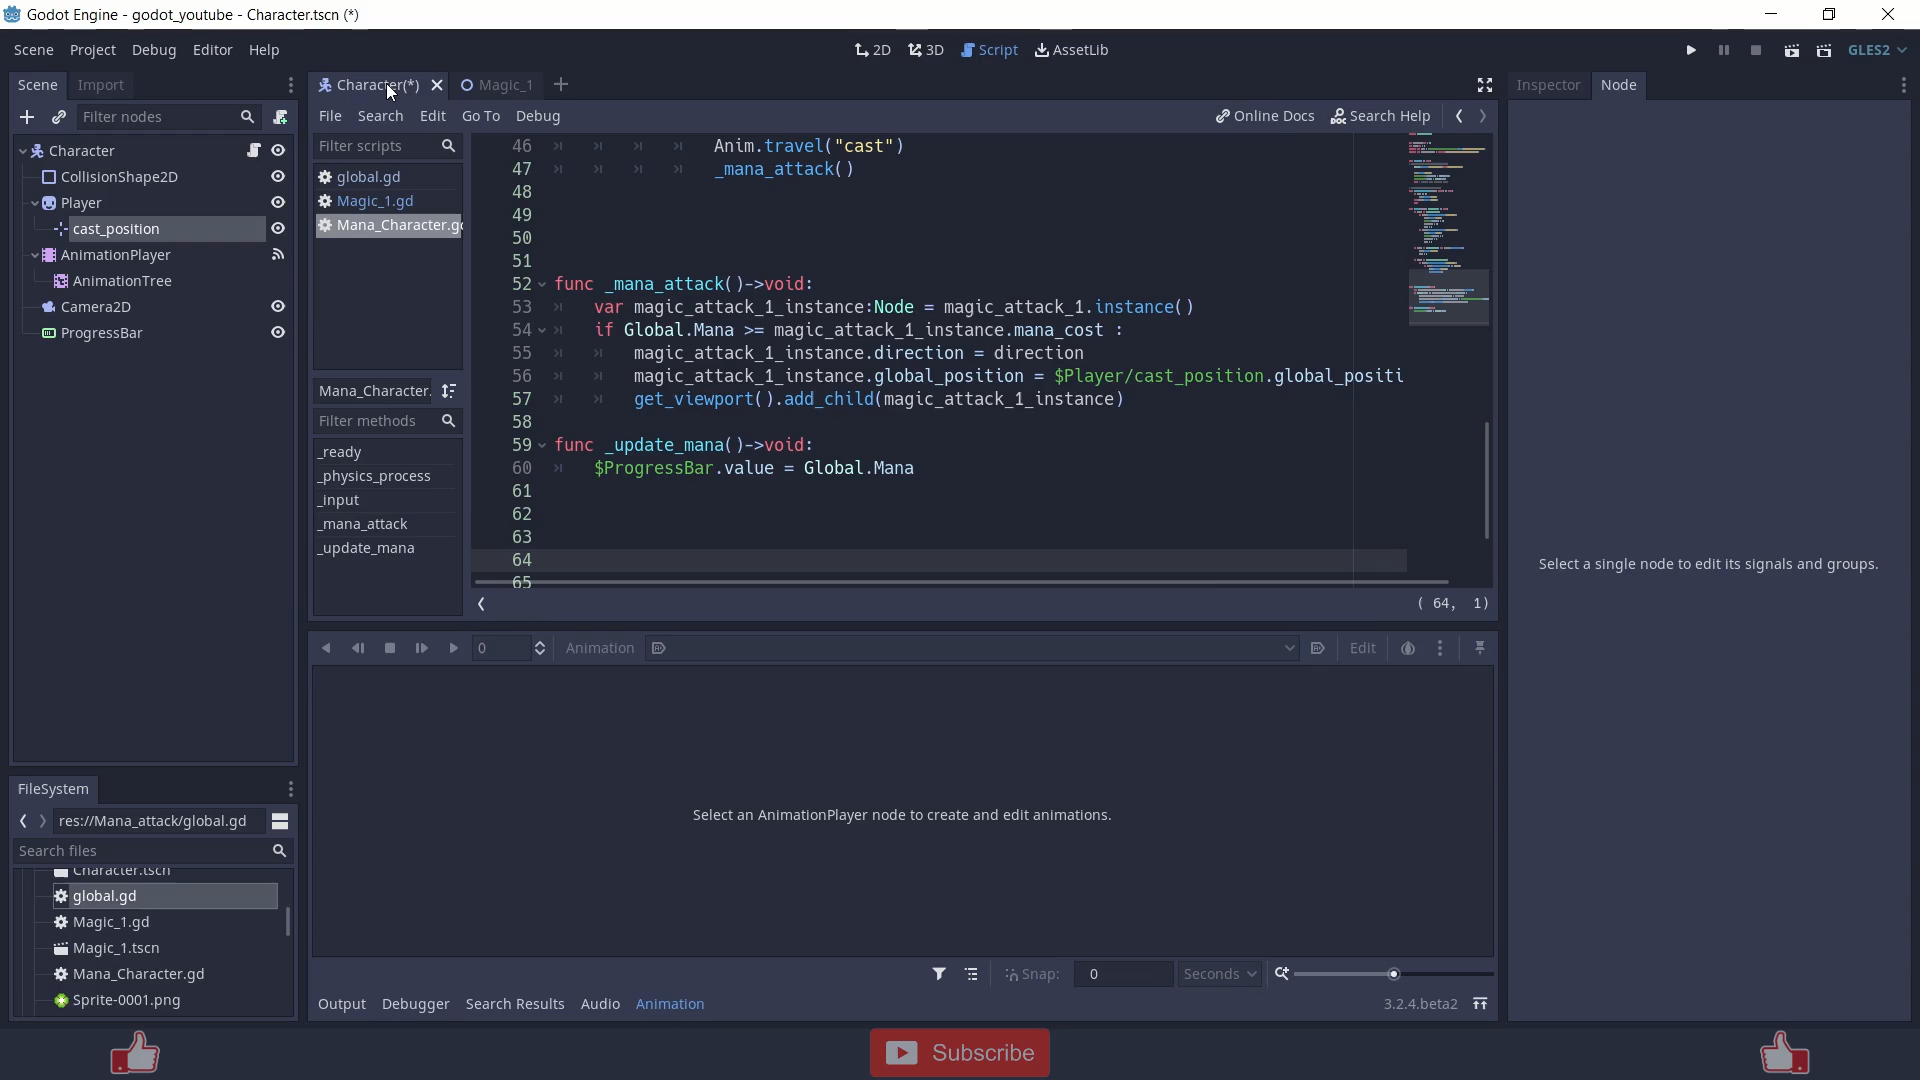 Godot Engine - godot_youtube - Character.tscn (*)
Scene Project Debug Editor Help
2D 3D Script AssetLib
GLES2
Scene Import
Filter nodes
Character
CollisionShape2D
Player
cast_position
AnimationPlayer
AnimationTree
Camera2D
ProgressBar
FileSystem
res://Mana_attack/global.gd
Search files
Character.tscn
global.gd
Magic_1.gd
Magic_1.tscn
Mana_Character.gd
Sprite-0001.png
Character(*) Magic_1
File Search Edit Go To Debug
Online Docs Search Help
Filter scripts
global.gd
Magic_1.gd
Mana_Character.gd
Mana_Character.
Filter methods
_ready
_physics_process
_input
_mana_attack
_update_mana
46 Anim.travel("cast")
47 _mana_attack()
48
49
50
51
52 func _mana_attack()->void:
53 var magic_attack_1_instance:Node = magic_attack_1.instance()
54 if Global.Mana >= magic_attack_1_instance.mana_cost :
55 magic_attack_1_instance.direction = direction
56 magic_attack_1_instance.global_position = $Player/cast_position.global_positi
57 get_viewport().add_child(magic_attack_1_instance)
58
59 func _update_mana()->void:
60 $ProgressBar.value = Global.Mana
61
62
63
64
65
( 64, 1)
0 Animation Edit
Select an AnimationPlayer node to create and edit animations.
Snap: 0 Seconds
Output Debugger Search Results Audio Animation
3.2.4.beta2
Inspector Node
Select a single node to edit its signals and groups.
Subscribe